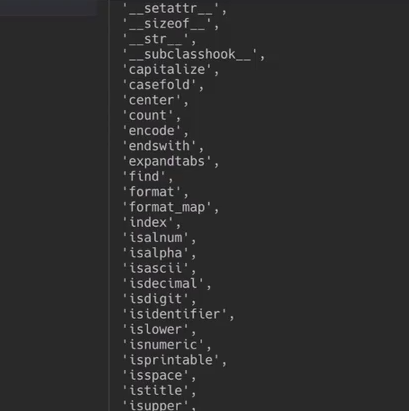 '__setattr__',
'__sizeof__',
'__str__',
'__subclasshook__',
'capitalize',
'casefold',
'center',
'count',
'encode',
'endswith',
'expandtabs',
'find',
'format',
'format_map',
'index',
'isalnum',
'isalpha',
'isascii',
'isdecimal',
'isdigit',
'isidentifier',
'islower',
'isnumeric',
'isprintable',
'isspace',
'istitle',
'isupper',